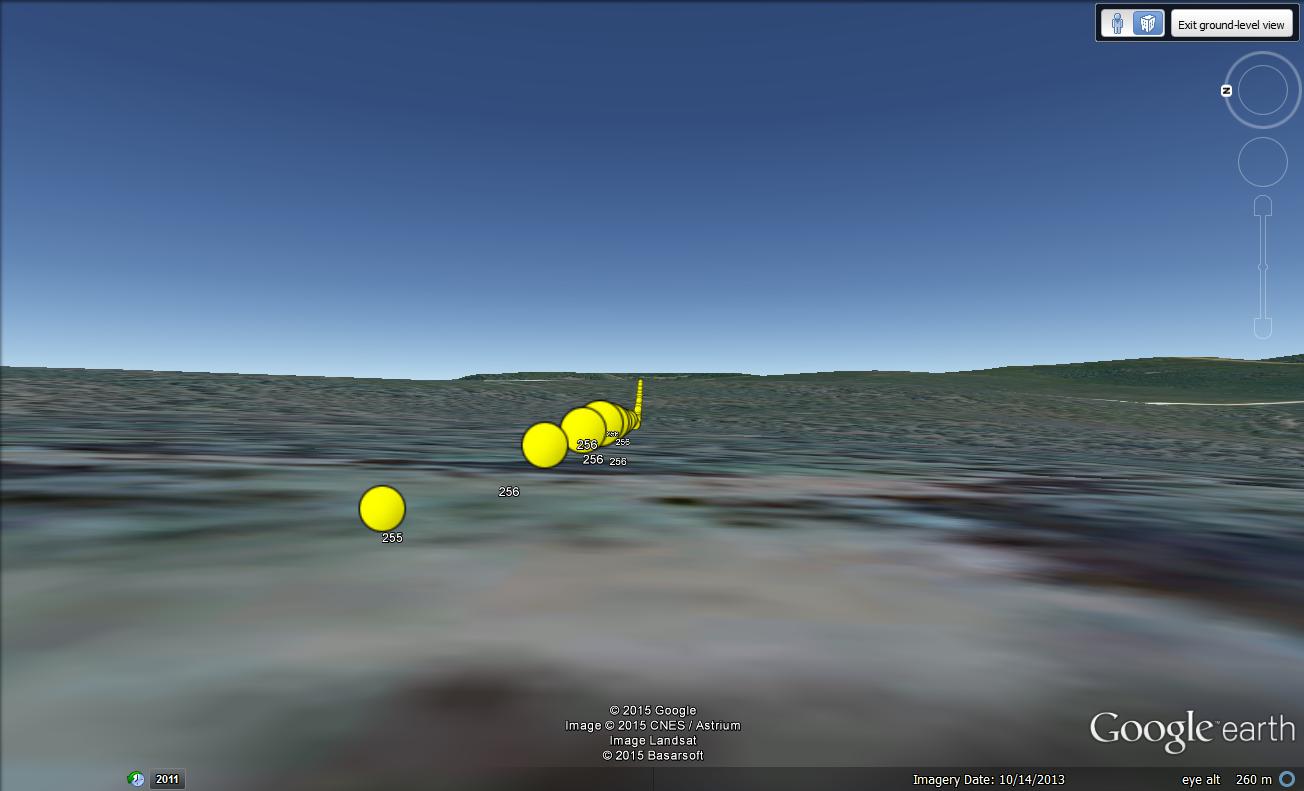 Exit ground-level view
N
256
256
256
256
256
255
© 2015 Google
Image © 2015 CNES / Astrium
Image Landsat
© 2015 Basarsoft
Google earth
2011
Imagery Date: 10/14/2013
eye alt 260 m